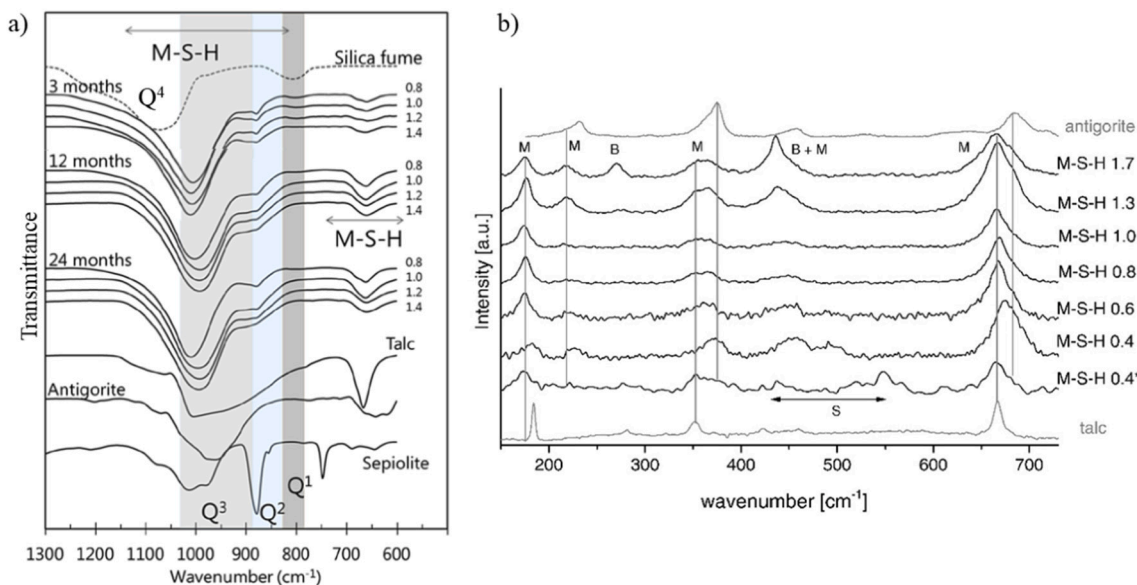 a)
M-S-H
Silica fume
3 months
Q⁴
0.8
1.0
1.2
1.4
12 months
0.8
1.0
1.2
1.4
M-S-H
24 months
0.8
1.0
1.2
1.4
Talc
Antigorite
Sepiolite
Q³
Q²
Q¹
Transmittance
1300 1200 1100 1000 900 800 700 600
Wavenumber (cm⁻¹)
b)
antigorite
M M B M B + M M
M-S-H 1.7
M-S-H 1.3
M-S-H 1.0
M-S-H 0.8
M-S-H 0.6
M-S-H 0.4
M-S-H 0.4'
S
talc
Intensity [a.u.]
200 300 400 500 600 700
wavenumber [cm⁻¹]